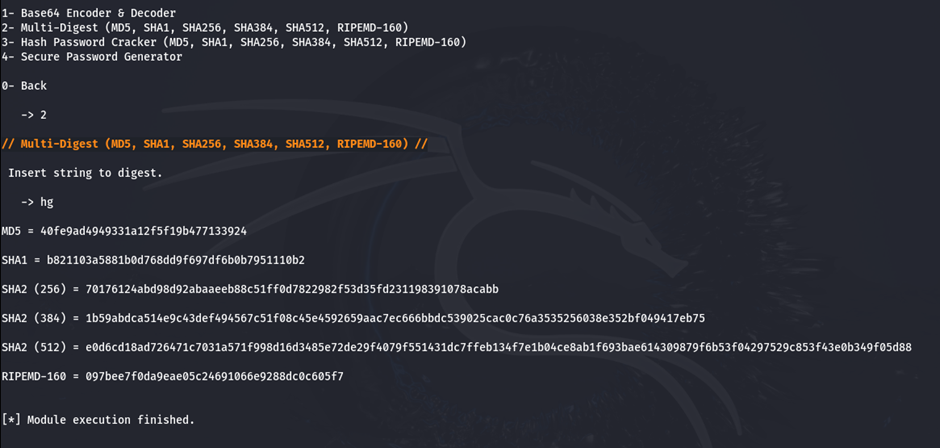 1- Base64 Encoder & Decoder
2- Multi-Digest (MD5, SHA1, SHA256, SHA384, SHA512, RIPEMD-160)
3- Hash Password Cracker (MD5, SHA1, SHA256, SHA384, SHA512, RIPEMD-160)
4- Secure Password Generator
0- Back
-> 2
// Multi-Digest (MD5, SHA1, SHA256, SHA384, SHA512, RIPEMD-160) //
Insert string to digest.
-> hg
MD5 = 40fe9ad4949331a12f5f19b477133924
SHA1 = b821103a5881b0d768dd9f697df6b0b7951110b2
SHA2 (256) = 70176124abd98d92abaaeeb88c51ff0d7822982f53d35fd231198391078acabb
SHA2 (384) = 1b59abdca514e9c43def494567c51f08c45e4592659aac7ec666bbdc539025cac0c76a3535256038e352bf049417eb75
SHA2 (512) = e0d6cd18ad726471c7031a571f998d16d3485e72de29f4079f551431dc7ffeb134f7e1b04ce8ab1f693bae614309879f6b53f04297529c853f43e0b349f05d88
RIPEMD-160 = 097bee7f0da9eae05c24691066e9288dc0c605f7
[*] Module execution finished.